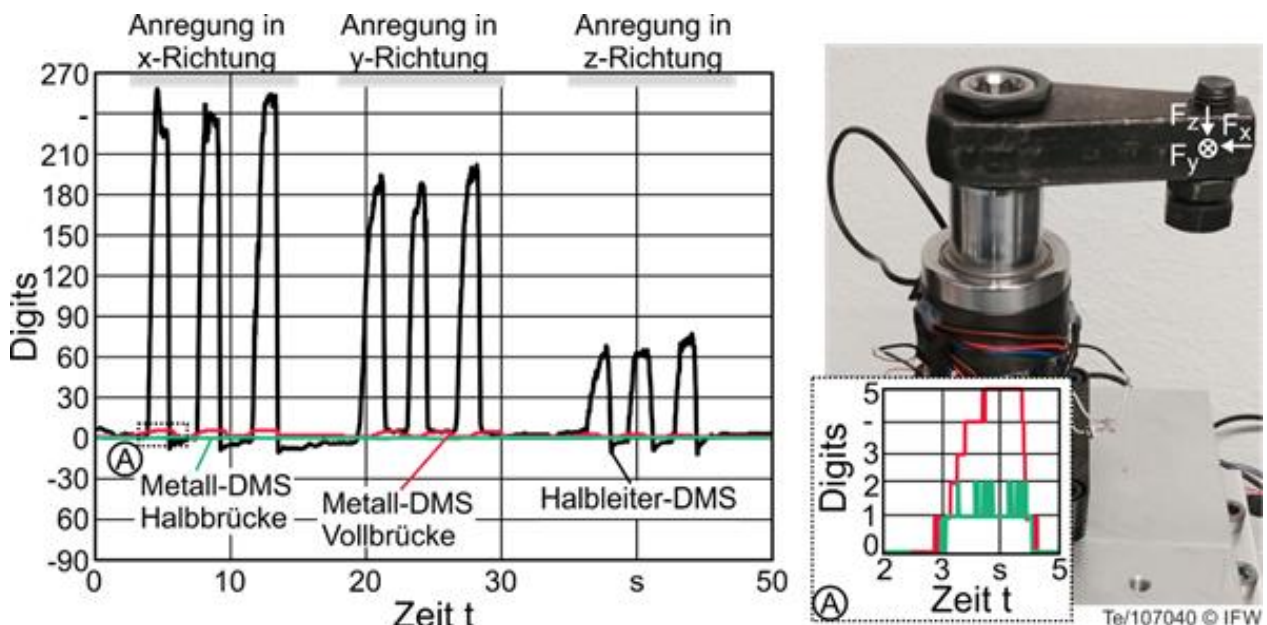 Anregung in
x-Richtung
Anregung in
y-Richtung
Anregung in
z-Richtung
270
-
210
180
150
120
90
60
30
0
-30
60
-90
Digits
0
10
20
30
s
50
Zeit t
A
Metall-DMS
Halbbrücke
Metall-DMS
Vollbrücke
Halbleiter-DMS
Fz
Fx
Fy
5
-
3
2
1
0
Digits
2
3
s
5
Zeit t
A
Te/107040 © IFW